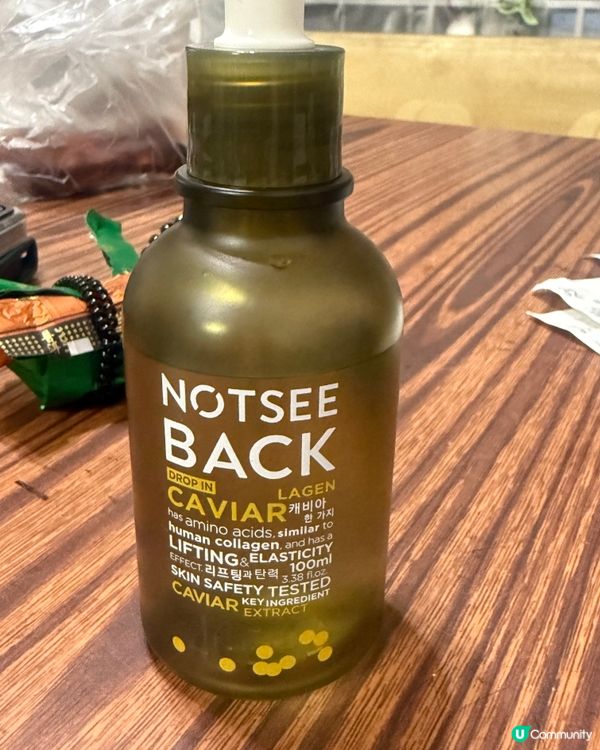 NOTSEE
BACK
DROP IN LAGEN
CAVIAR 캐비아
한 가지
has amino acids, similar to
human collagen, and has a
LIFTING & ELASTICITY
EFFECT. 리프팅과 탄력 100ml
3.38 fl.oz.
SKIN SAFETY TESTED
CAVIAR KEY INGREDIENT
EXTRACT
U Community